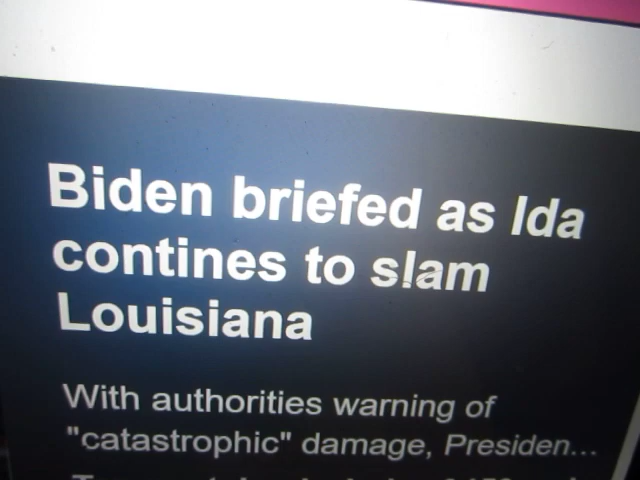 Biden briefed as Ida
contines to slam
Louisiana
With authorities warning of
"catastrophic" damage, Presiden...